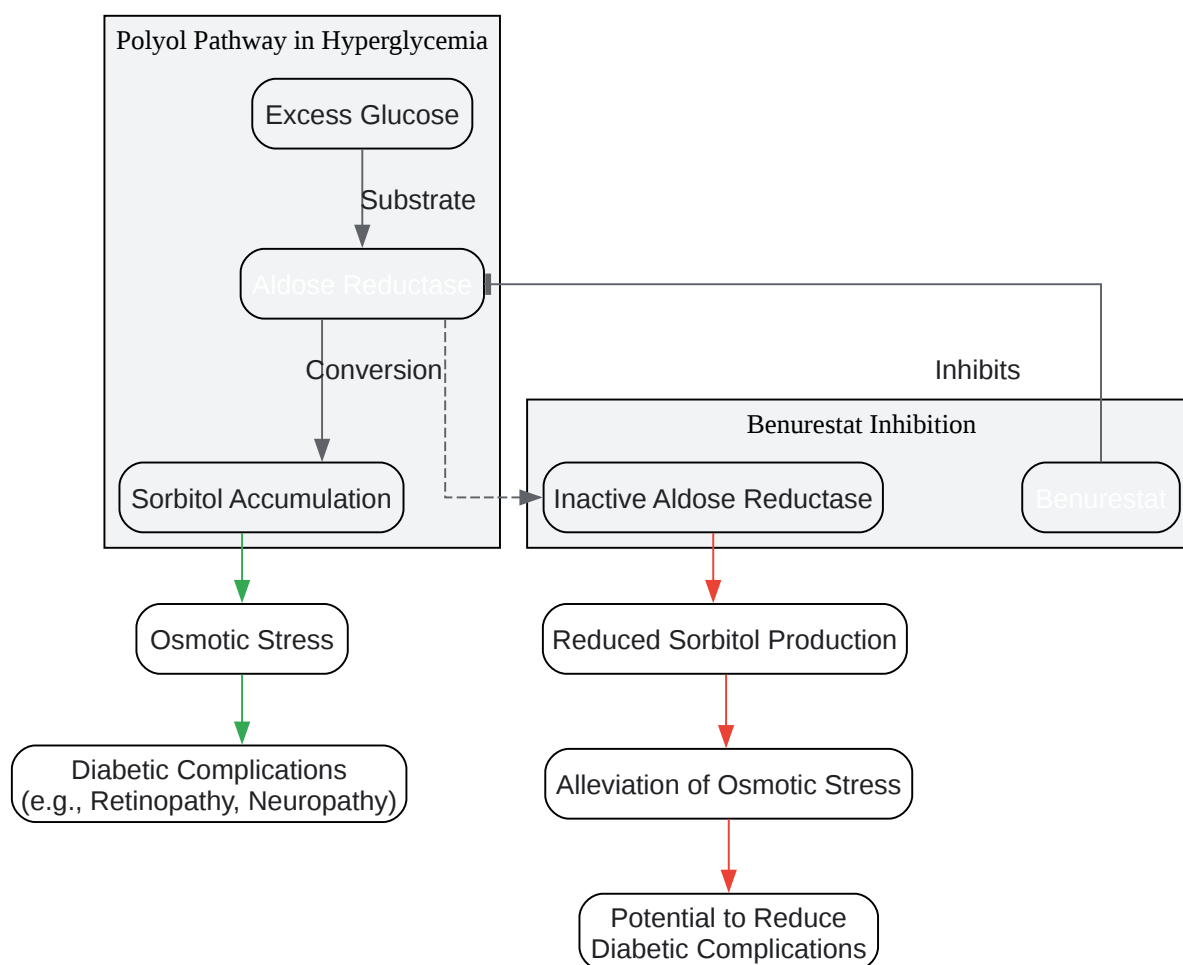 Polyol Pathway in Hyperglycemia
Excess Glucose
Substrate
Aldose Reductase
Conversion
Inhibits
Benurestat Inhibition
Sorbitol Accumulation
Inactive Aldose Reductase
Benurestat
Osmotic Stress
Reduced Sorbitol Production
Diabetic Complications
(e.g., Retinopathy, Neuropathy)
Alleviation of Osmotic Stress
Potential to Reduce
Diabetic Complications